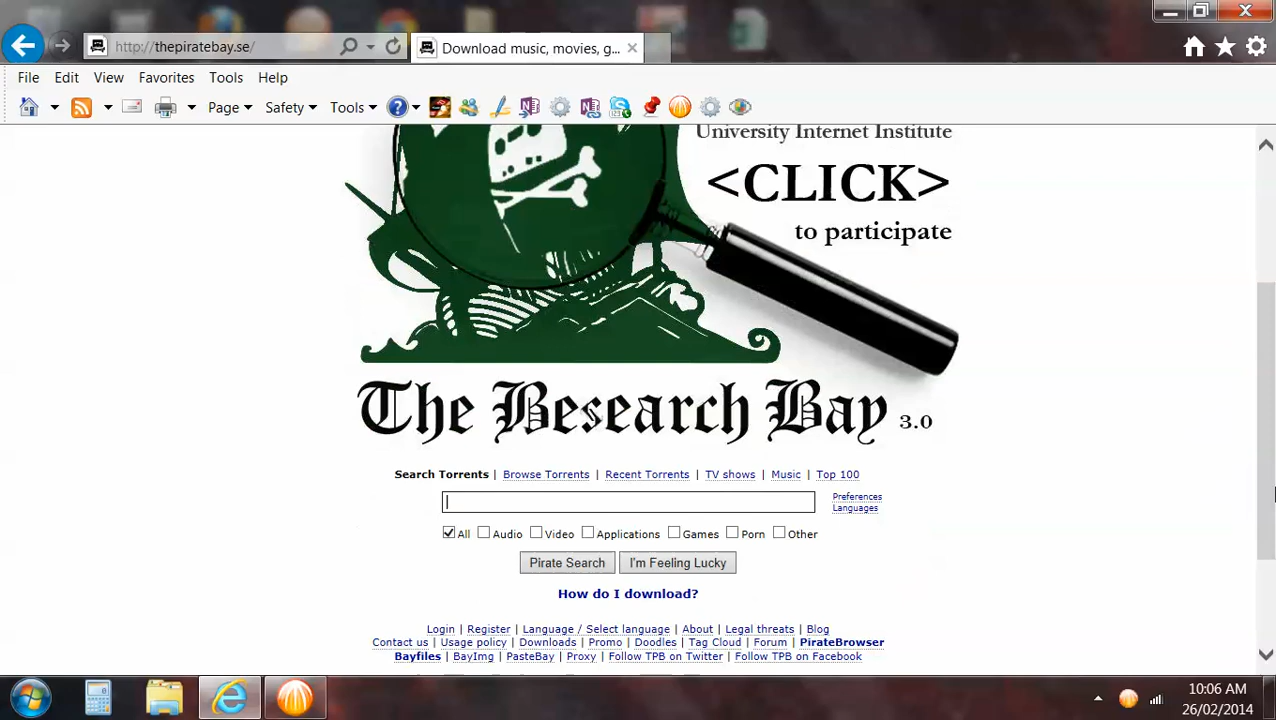 http://thepiratebay.se/
Download music, movies, g...
File Edit View Favorites Tools Help
Page Safety Tools
University Internet Institute
<CLICK>
to participate
The Besearch Bay 3.0
Search Torrents | Browse Torrents | Recent Torrents | TV shows | Music | Top 100
Preferences
Languages
All Audio Video Applications Games Porn Other
Pirate Search I'm Feeling Lucky
How do I download?
Login | Register | Language / Select language | About | Legal threats | Blog
Contact us | Usage policy | Downloads | Promo | Doodles | Tag Cloud | Forum | PirateBrowser
Bayfiles | BayImg | PasteBay | Proxy | Follow TPB on Twitter | Follow TPB on Facebook
10:06 AM
26/02/2014